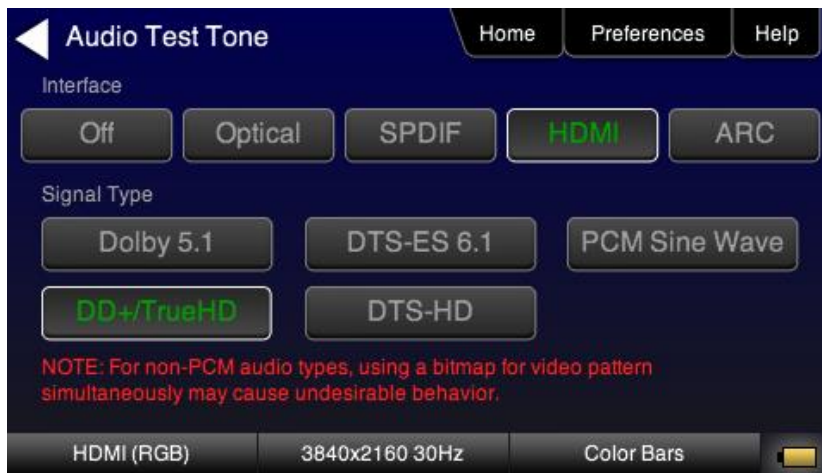 Audio Test Tone
Home
Preferences
Help
Interface
Off
Optical
SPDIF
HDMI
ARC
Signal Type
Dolby 5.1
DTS-ES 6.1
PCM Sine Wave
DD+/TrueHD
DTS-HD
NOTE: For non-PCM audio types, using a bitmap for video pattern
simultaneously may cause undesirable behavior.
HDMI (RGB)
3840x2160 30Hz
Color Bars